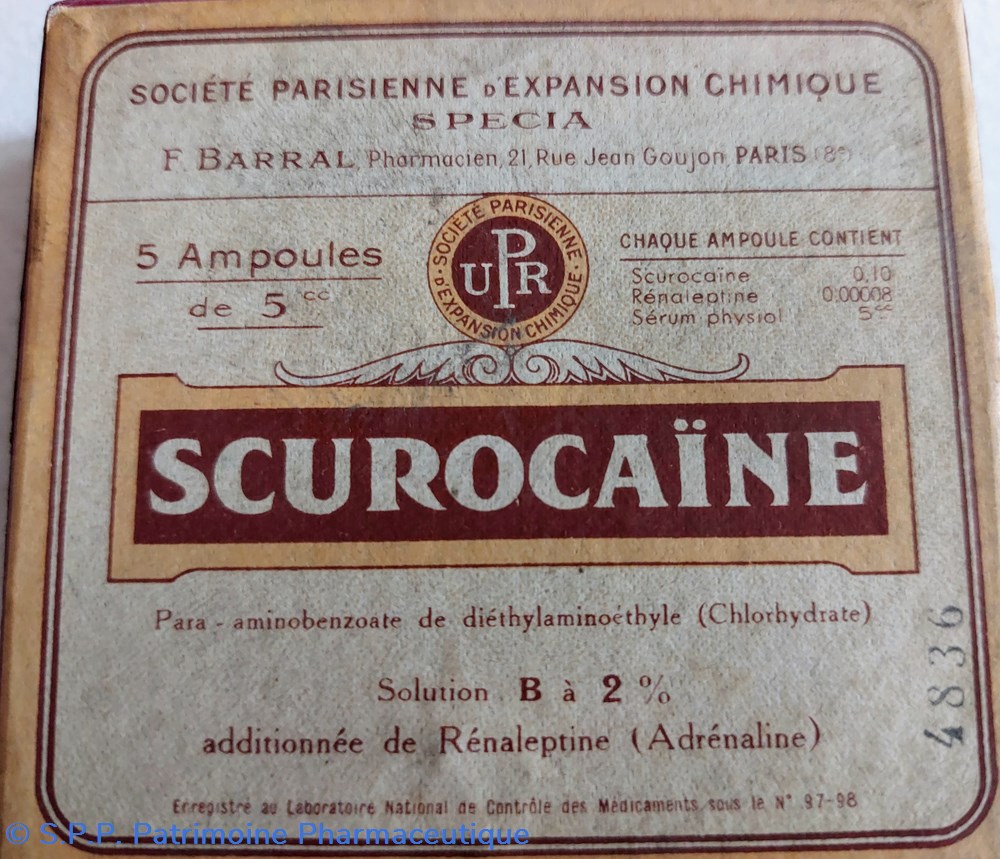 SOCIÉTÉ PARISIENNE D'EXPANSION CHIMIQUE
SPECIA
F. BARRAL, Pharmacien, 21, Rue Jean Goujon PARIS (8e)
5 Ampoules
de 5 cc
SOCIÉTÉ PARISIENNE
D'EXPANSION CHIMIQUE
UPR
CHAQUE AMPOULE CONTIENT
Scurocaïne 0,10
Rénaleptine 0.00008
Sérum physiol 5cc
SCUROCAÏNE
Para-aminobenzoate de diéthylaminoéthyle (Chlorhydrate)
Solution B à 2 %
additionnée de Rénaleptine (Adrénaline)
Enregistré au Laboratoire National de Contrôle des Médicaments sous le N° 97-98
4836
© S.P.P. Patrimoine Pharmaceutique